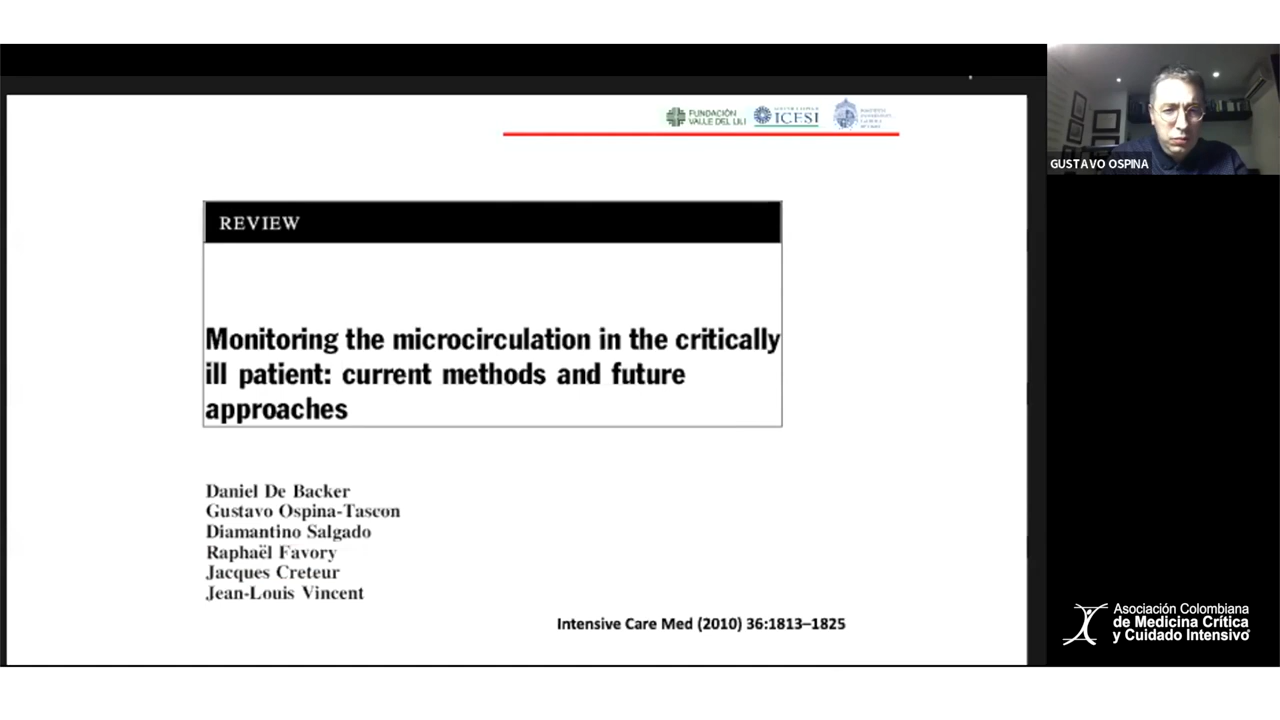 FUNDACIÓN
VALLE DEL LILI
ICESI
GUSTAVO OSPINA
REVIEW
Monitoring the microcirculation in the critically
ill patient: current methods and future
approaches
Daniel De Backer
Gustavo Ospina-Tascon
Diamantino Salgado
Raphaël Favory
Jacques Creteur
Jean-Louis Vincent
Intensive Care Med (2010) 36:1813–1825
Asociación Colombiana
de Medicina Crítica
y Cuidado Intensivo